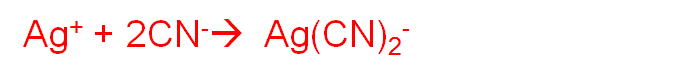 Ag⁺ + 2CN⁻→ Ag(CN)₂⁻